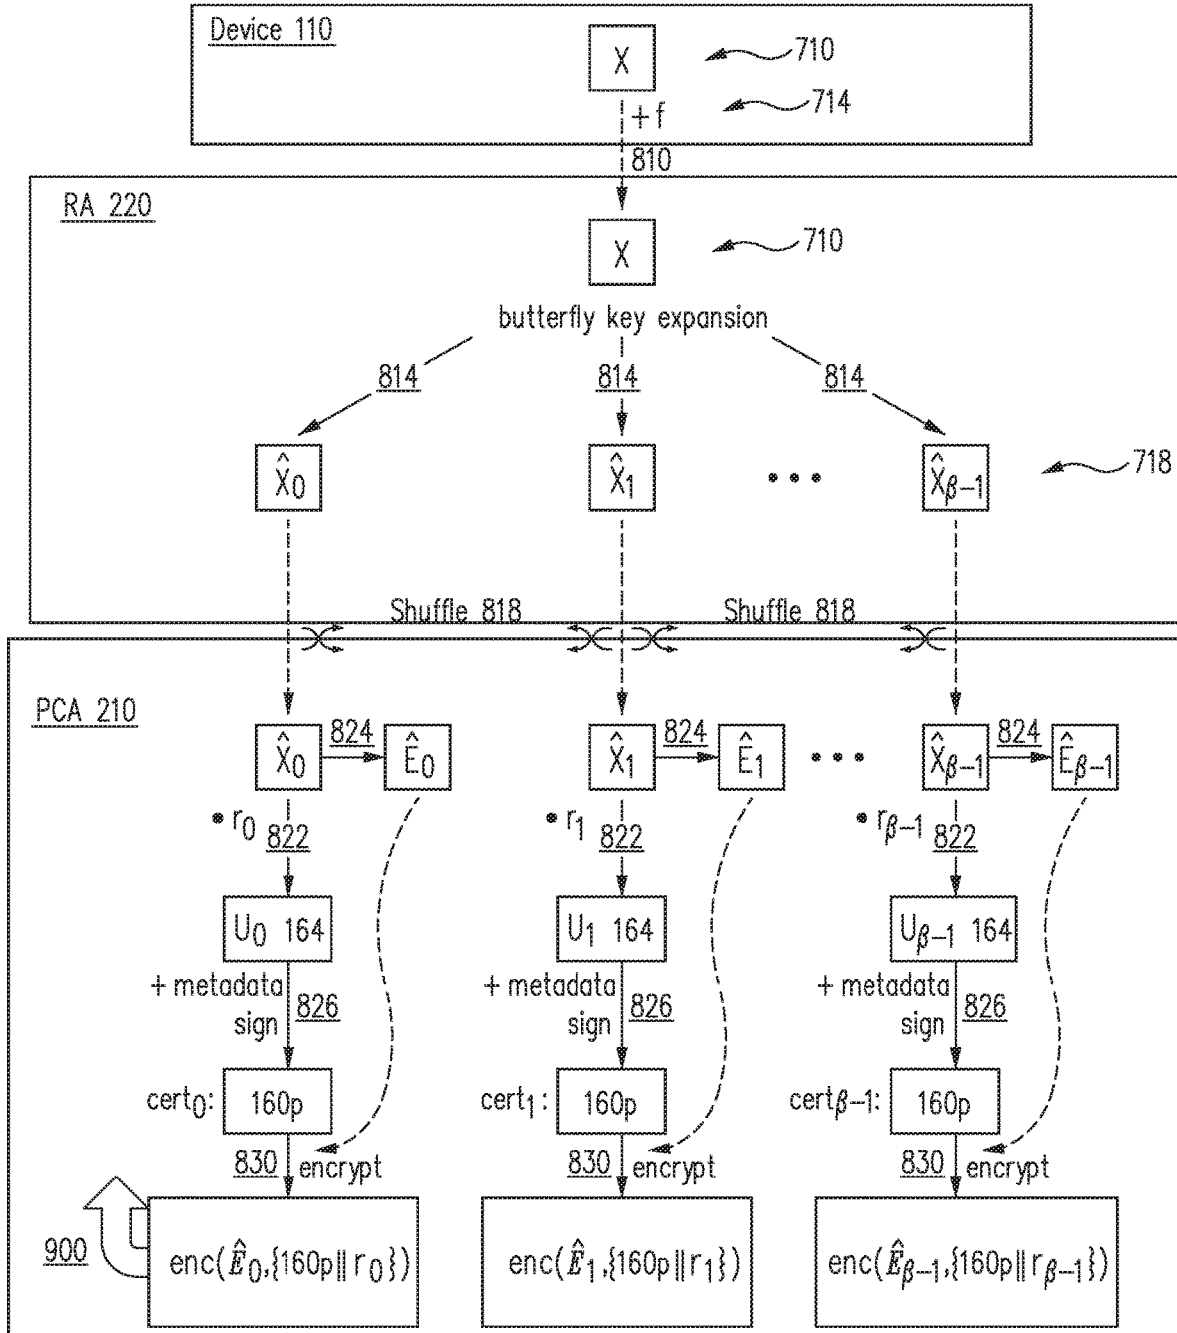 Device 110
X
710
+f
714
810
RA 220
X
710
butterfly key expansion
814 814 814
X̂0 X̂1 ••• X̂β−1
718
Shuffle 818 Shuffle 818
PCA 210
X̂0 824 Ê0 X̂1 824 Ê1 ••• X̂β−1 824 Êβ−1
• r0 822 • r1 822 • rβ−1 822
U0 164 U1 164 Uβ−1 164
+ metadata + metadata + metadata
sign 826 sign 826 sign 826
cert0: 160p cert1: 160p certβ−1: 160p
830 encrypt 830 encrypt 830 encrypt
900
enc(Ê0,{160p||r0}) enc(Ê1,{160p||r1}) enc(Êβ−1,{160p||rβ−1})